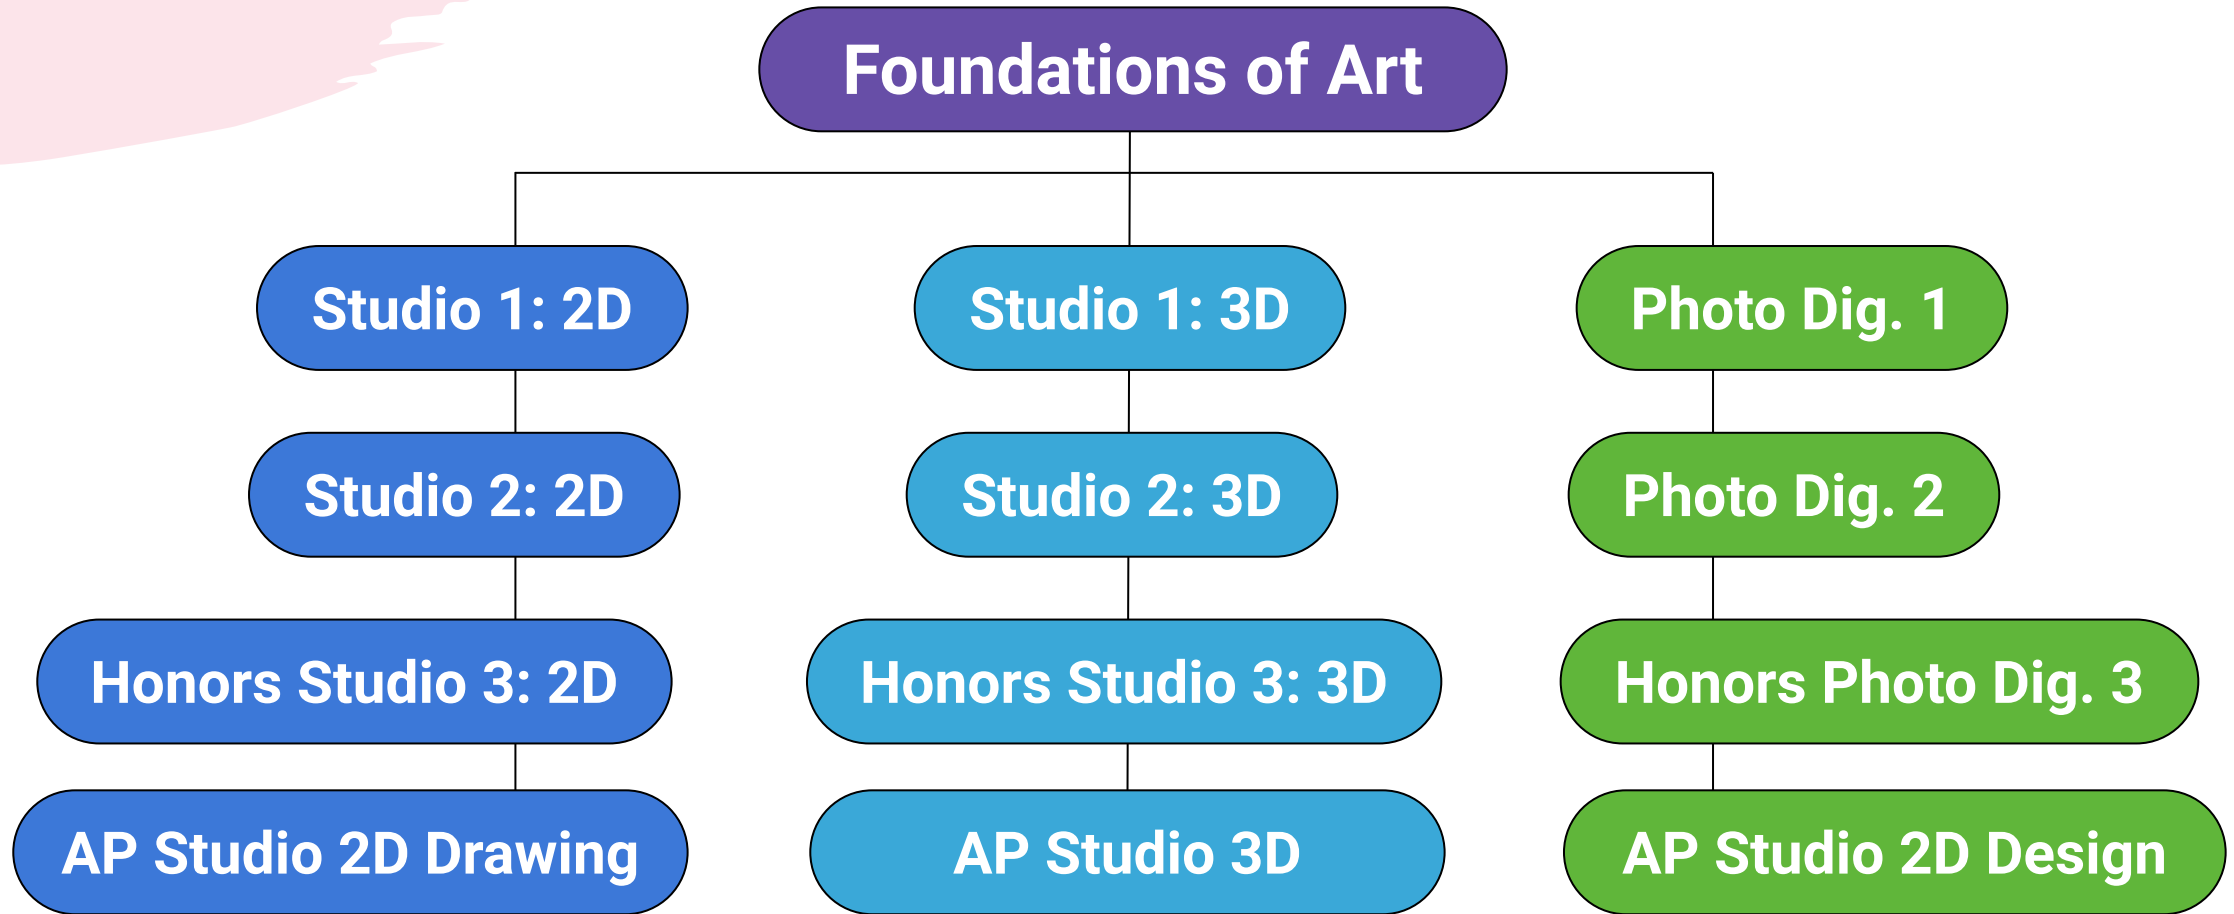 Foundations of Art
Studio 1: 2D
Studio 1: 3D
Photo Dig. 1
Studio 2: 2D
Studio 2: 3D
Photo Dig. 2
Honors Studio 3: 2D
Honors Studio 3: 3D
Honors Photo Dig. 3
AP Studio 2D Drawing
AP Studio 3D
AP Studio 2D Design